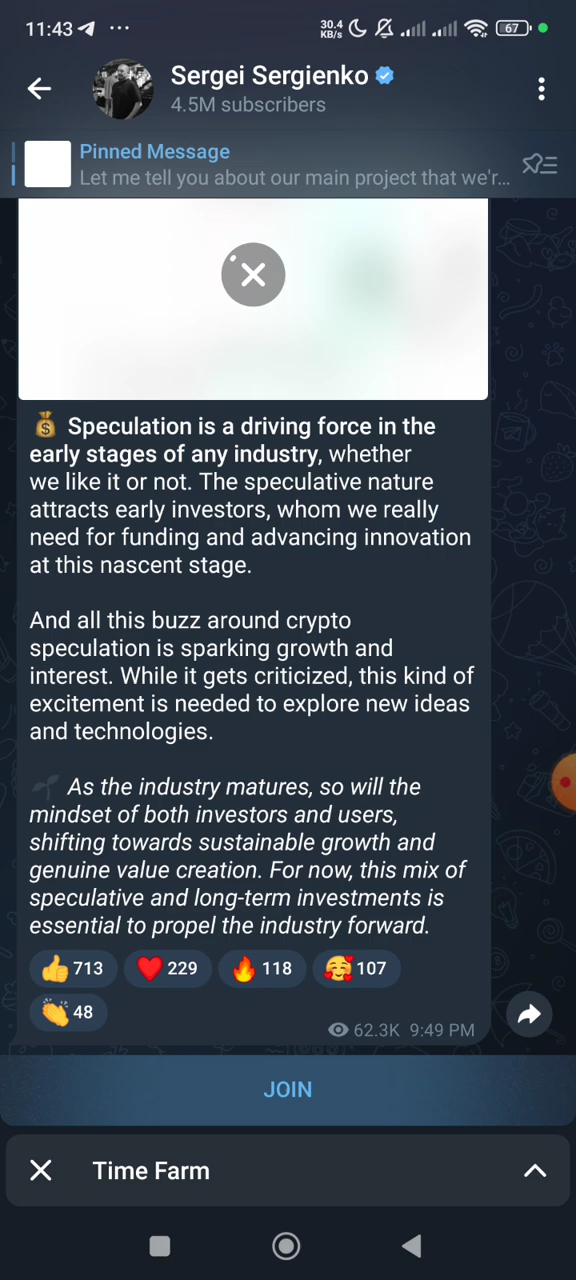 11:43 ... 30.4 KB/s 67
Sergei Sergienko
4.5M subscribers
Pinned Message
Let me tell you about our main project that we'r...
💰 Speculation is a driving force in the
early stages of any industry, whether
we like it or not. The speculative nature
attracts early investors, whom we really
need for funding and advancing innovation
at this nascent stage.
And all this buzz around crypto
speculation is sparking growth and
interest. While it gets criticized, this kind of
excitement is needed to explore new ideas
and technologies.
🌱 As the industry matures, so will the
mindset of both investors and users,
shifting towards sustainable growth and
genuine value creation. For now, this mix of
speculative and long-term investments is
essential to propel the industry forward.
👍 713 ❤️ 229 🔥 118 🥰 107
👏 48
62.3K 9:49 PM
JOIN
Time Farm